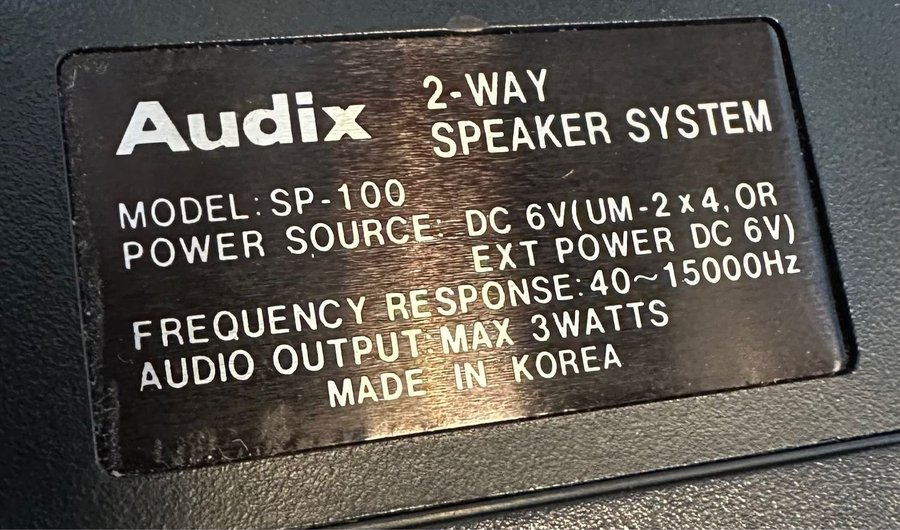 Audix
2-WAY
SPEAKER SYSTEM
MODEL: SP-100
POWER SOURCE: DC 6V(UM-2 x 4, OR
EXT POWER DC 6V)
FREQUENCY RESPONSE: 40~15000Hz
AUDIO OUTPUT: MAX 3WATTS
MADE IN KOREA